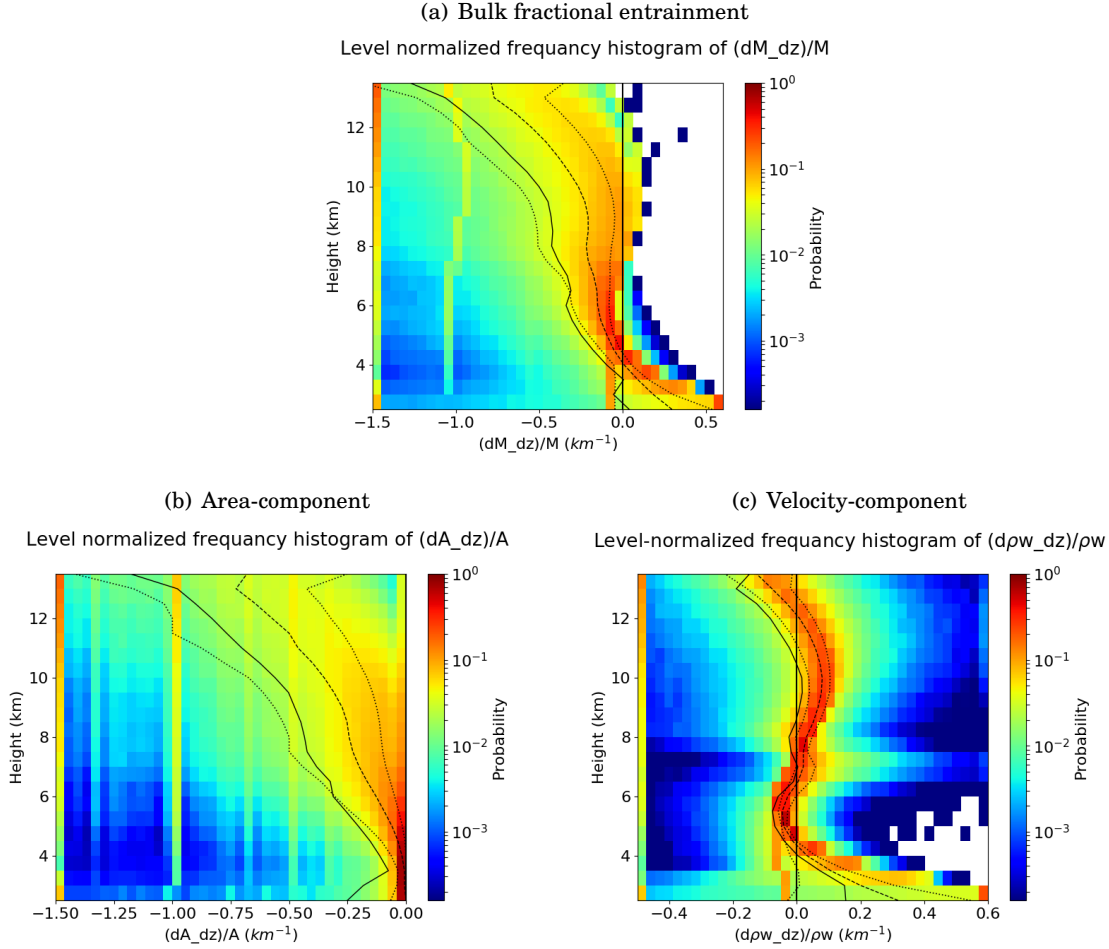 (a) Bulk fractional entrainment
Level normalized frequancy histogram of (dM_dz)/M
12
10
8
6
4
Height (km)
−1.5 −1.0 −0.5 0.0 0.5
(dM_dz)/M (km⁻¹)
10⁰
10⁻¹
10⁻²
10⁻³
Probability
(b) Area-component
Level normalized frequancy histogram of (dA_dz)/A
12
10
8
6
4
Height (km)
−1.50 −1.25 −1.00 −0.75 −0.50 −0.25 0.00
(dA_dz)/A (km⁻¹)
10⁰
10⁻¹
10⁻²
10⁻³
Probability
(c) Velocity-component
Level-normalized frequancy histogram of (dρw_dz)/ρw
12
10
8
6
4
Height (km)
−0.4 −0.2 0.0 0.2 0.4 0.6
(dρw_dz)/ρw (km⁻¹)
10⁰
10⁻¹
10⁻²
10⁻³
Probability